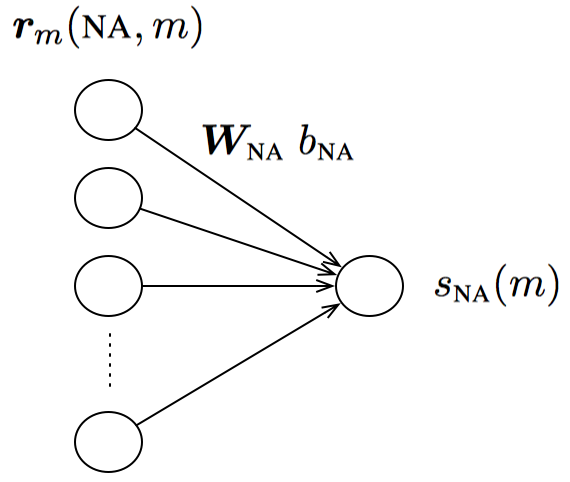 r_m(NA, m)
W_NA b_NA
s_NA(m)